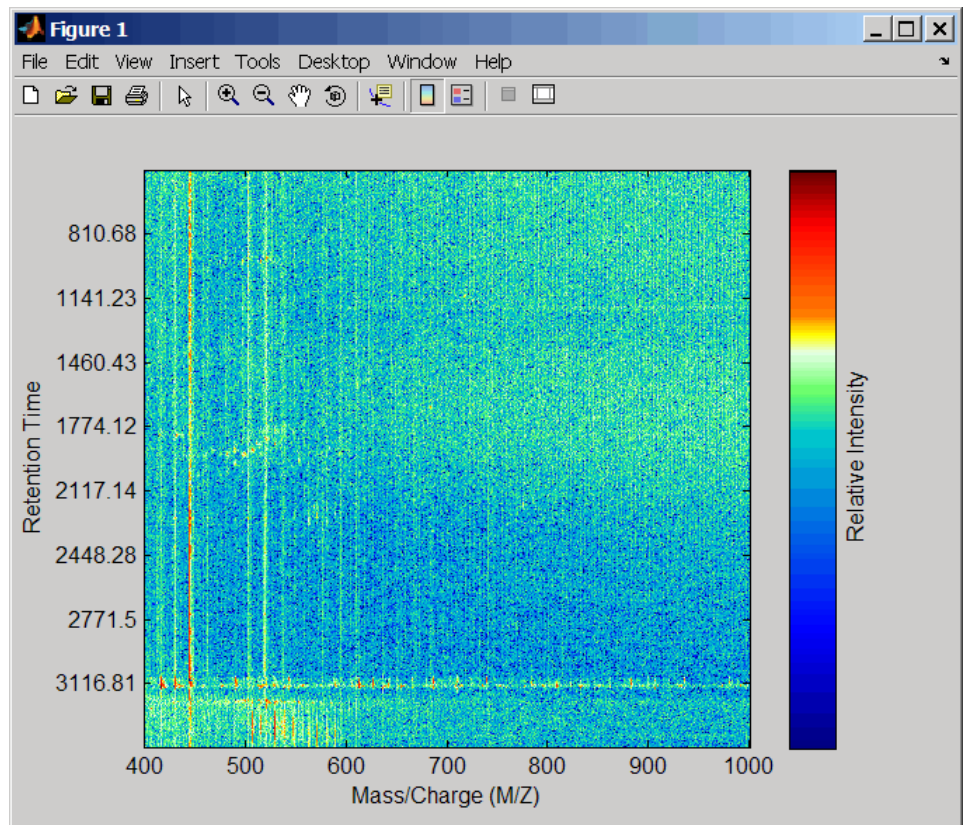 Figure 1
File Edit View Insert Tools Desktop Window Help
810.68
1141.23
1460.43
1774.12
2117.14
2448.28
2771.5
3116.81
Retention Time
400 500 600 700 800 900 1000
Mass/Charge (M/Z)
Relative Intensity